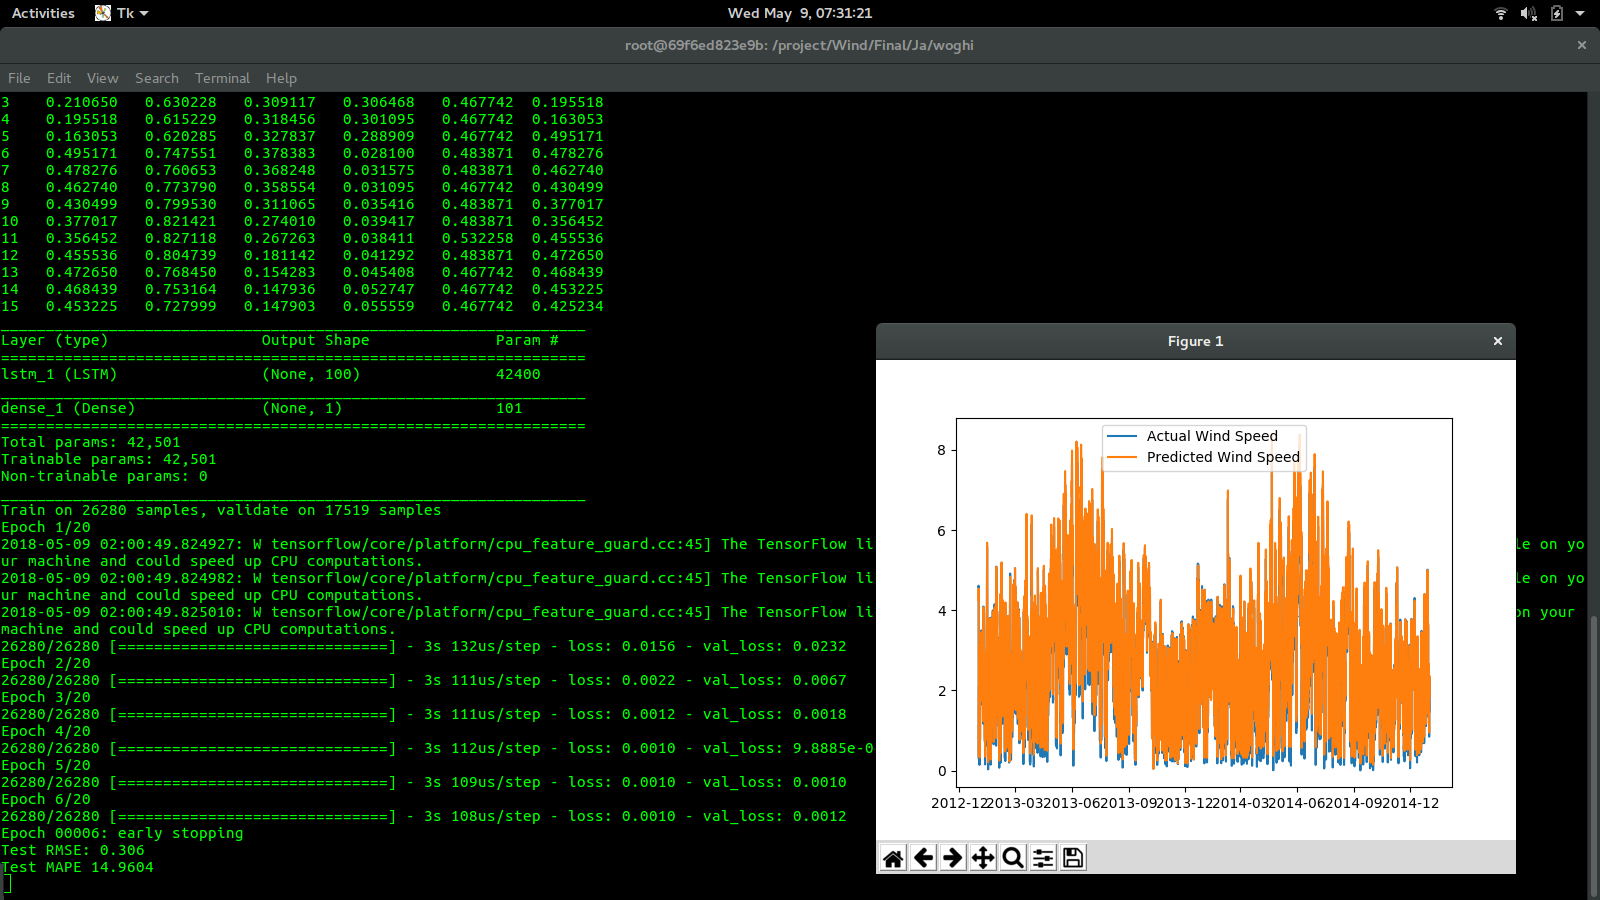 Activities Tk Wed May 9, 07:31:21
root@69f6ed823e9b: /project/Wind/Final/Ja/woghi
File Edit View Search Terminal Help
3 0.210650 0.630228 0.309117 0.306468 0.467742 0.195518
4 0.195518 0.615229 0.318456 0.301095 0.467742 0.163053
5 0.163053 0.620285 0.327837 0.288909 0.467742 0.495171
6 0.495171 0.747551 0.378383 0.028100 0.483871 0.478276
7 0.478276 0.760653 0.368248 0.031575 0.483871 0.462740
8 0.462740 0.773790 0.358554 0.031095 0.467742 0.430499
9 0.430499 0.799530 0.311065 0.035416 0.483871 0.377017
10 0.377017 0.821421 0.274010 0.039417 0.483871 0.356452
11 0.356452 0.827118 0.267263 0.038411 0.532258 0.455536
12 0.455536 0.804739 0.181142 0.041292 0.483871 0.472650
13 0.472650 0.768450 0.154283 0.045408 0.467742 0.468439
14 0.468439 0.753164 0.147936 0.052747 0.467742 0.453225
15 0.453225 0.727999 0.147903 0.055559 0.467742 0.425234
_________________________________________________________________
Layer (type) Output Shape Param #
=================================================================
lstm_1 (LSTM) (None, 100) 42400
_________________________________________________________________
dense_1 (Dense) (None, 1) 101
=================================================================
Total params: 42,501
Trainable params: 42,501
Non-trainable params: 0
_________________________________________________________________
Train on 26280 samples, validate on 17519 samples
Epoch 1/20
2018-05-09 02:00:49.824927: W tensorflow/core/platform/cpu_feature_guard.cc:45] The TensorFlow li le on yo
ur machine and could speed up CPU computations.
2018-05-09 02:00:49.824982: W tensorflow/core/platform/cpu_feature_guard.cc:45] The TensorFlow li le on yo
ur machine and could speed up CPU computations.
2018-05-09 02:00:49.825010: W tensorflow/core/platform/cpu_feature_guard.cc:45] The TensorFlow li on your
machine and could speed up CPU computations.
26280/26280 [==============================] - 3s 132us/step - loss: 0.0156 - val_loss: 0.0232
Epoch 2/20
26280/26280 [==============================] - 3s 111us/step - loss: 0.0022 - val_loss: 0.0067
Epoch 3/20
26280/26280 [==============================] - 3s 111us/step - loss: 0.0012 - val_loss: 0.0018
Epoch 4/20
26280/26280 [==============================] - 3s 112us/step - loss: 0.0010 - val_loss: 9.8885e-0
Epoch 5/20
26280/26280 [==============================] - 3s 109us/step - loss: 0.0010 - val_loss: 0.0010
Epoch 6/20
26280/26280 [==============================] - 3s 108us/step - loss: 0.0010 - val_loss: 0.0012
Epoch 00006: early stopping
Test RMSE: 0.306
Test MAPE 14.9604
Figure 1
Actual Wind Speed
Predicted Wind Speed
8
6
4
2
0
2012-12 2013-03 2013-06 2013-09 2013-12 2014-03 2014-06 2014-09 2014-12